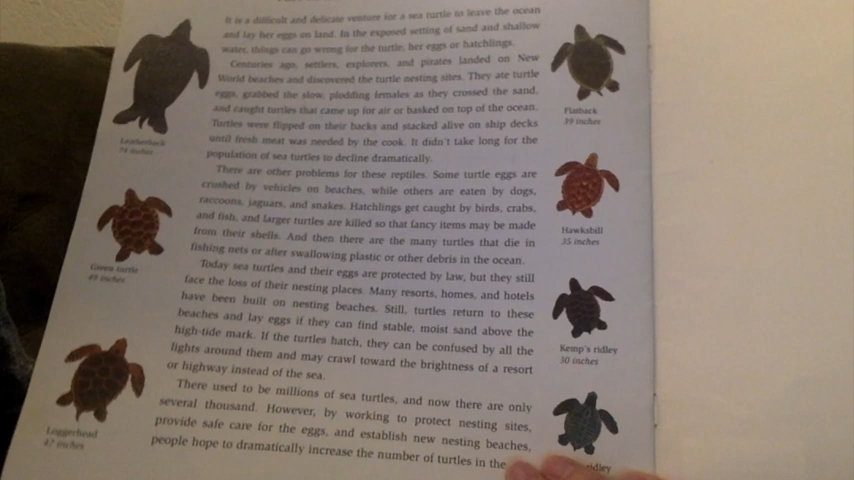 It is a difficult and delicate venture for a sea turtle to leave the ocean
and lay her eggs on land. In the exposed setting of sand and shallow
water, things can go wrong for the turtle, her eggs or hatchlings.
Centuries ago, settlers, explorers, and pirates landed on New
World beaches and discovered the turtle nesting sites. They ate turtle
eggs, grabbed the slow, plodding females as they crossed the sand,
and caught turtles that came up for air or basked on top of the ocean.
Turtles were flipped on their backs and stacked alive on ship decks
until fresh meat was needed by the cook. It didn't take long for the
population of sea turtles to decline dramatically.
There are other problems for these reptiles. Some turtle eggs are
crushed by vehicles on beaches, while others are eaten by dogs,
raccoons, jaguars, and snakes. Hatchlings get caught by birds, crabs,
and fish, and larger turtles are killed so that fancy items may be made
from their shells. And then there are the many turtles that die in
fishing nets or after swallowing plastic or other debris in the ocean.
Today sea turtles and their eggs are protected by law, but they still
face the loss of their nesting places. Many resorts, homes, and hotels
have been built on nesting beaches. Still, turtles return to these
beaches and lay eggs if they can find stable, moist sand above the
high-tide mark. If the turtles hatch, they can be confused by all the
lights around them and may crawl toward the brightness of a resort
or highway instead of the sea.
There used to be millions of sea turtles, and now there are only
several thousand. However, by working to protect nesting sites,
provide safe care for the eggs, and establish new nesting beaches,
people hope to dramatically increase the number of turtles in the
Leatherback
74 inches
Green turtle
49 inches
Loggerhead
47 inches
Flatback
39 inches
Hawksbill
35 inches
Kemp's ridley
30 inches
ridley